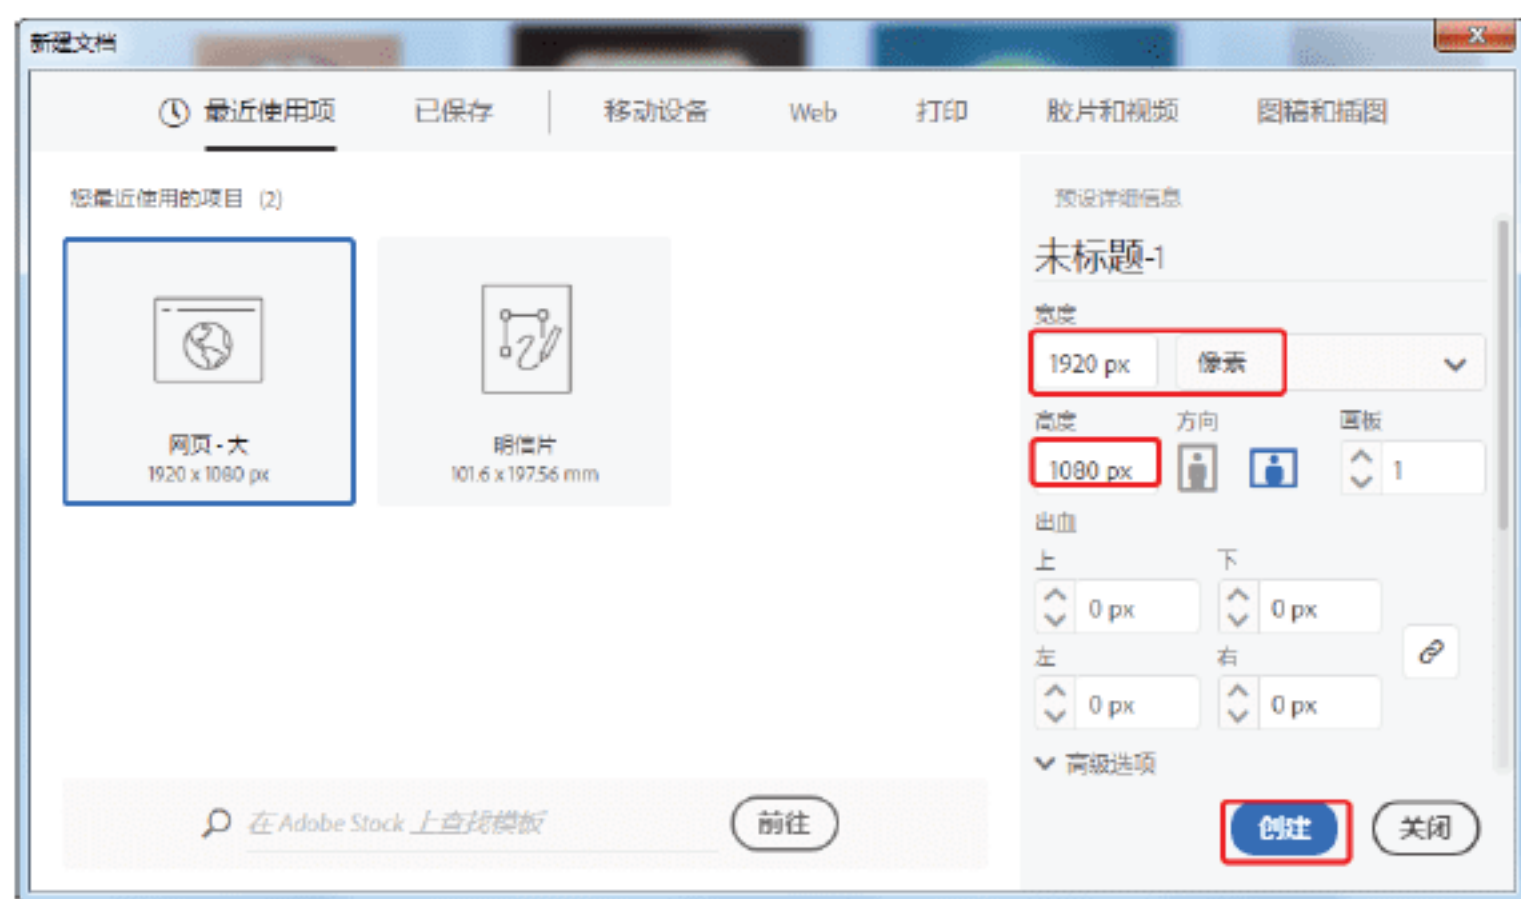 新建文档
最近使用项 已保存 移动设备 Web 打印 胶片和视频 图稿和插图
您最近使用的项目 (2)
网页 - 大
1920 x 1080 px
明信片
101.6 x 197.56 mm
在 Adobe Stock 上查找模板
前往
预设详细信息
未标题-1
宽度
1920 px 像素
高度 方向 画板
1080 px 1
出血
上 下
0 px 0 px
左 右
0 px 0 px
高级选项
创建 关闭